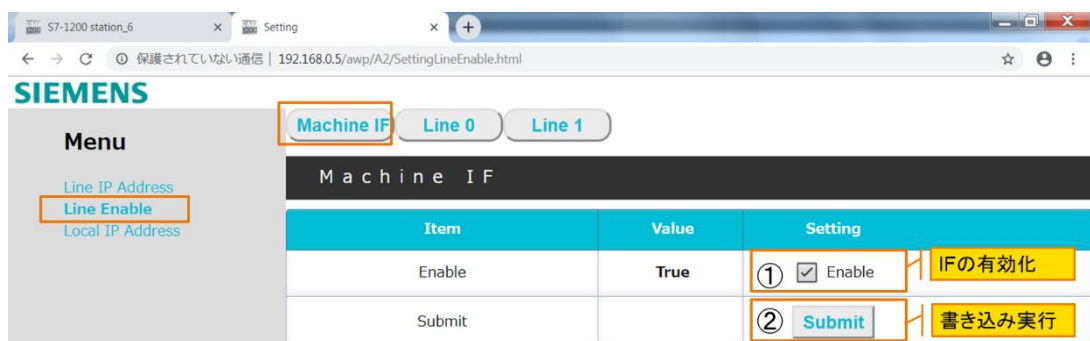 S7-1200 station_6
Setting
保護されていない通信 | 192.168.0.5/awp/A2/SettingLineEnable.html
SIEMENS
Menu
Line IP Address
Line Enable
Local IP Address
Machine IF
Line 0
Line 1
Machine IF
Item Value Setting
Enable True ① Enable IFの有効化
Submit ② Submit 書き込み実行